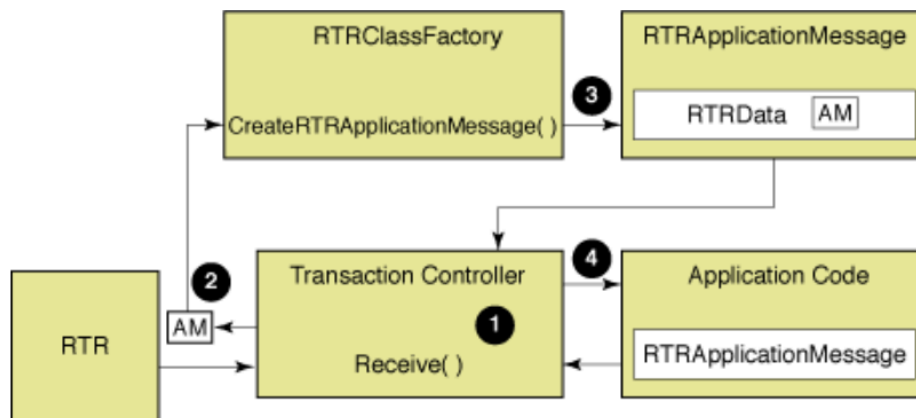 RTRClassFactory
RTRApplicationMessage
3
RTRData AM
CreateRTRApplicationMessage( )
2
Transaction Controller
4
Application Code
AM
1
RTR
RTRApplicationMessage
Receive( )